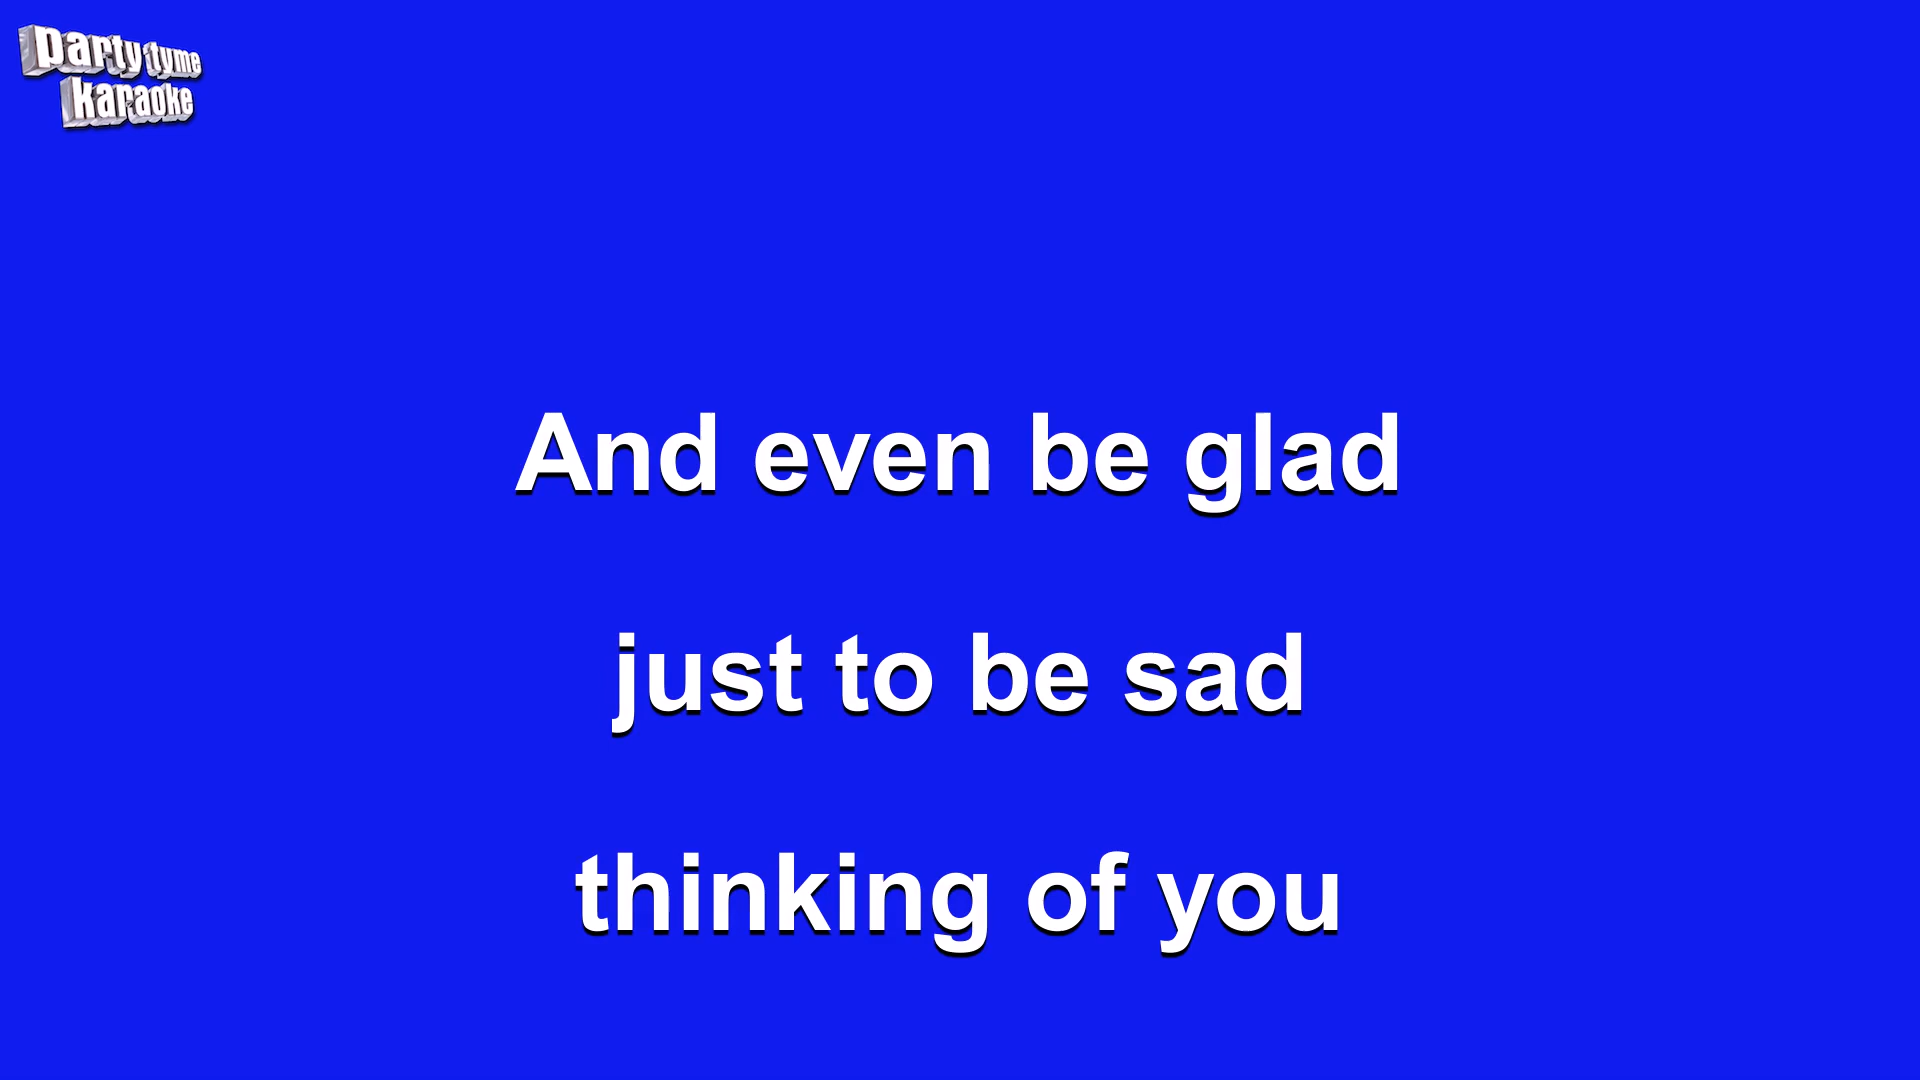 party tyme
karaoke
And even be glad
just to be sad
thinking of you